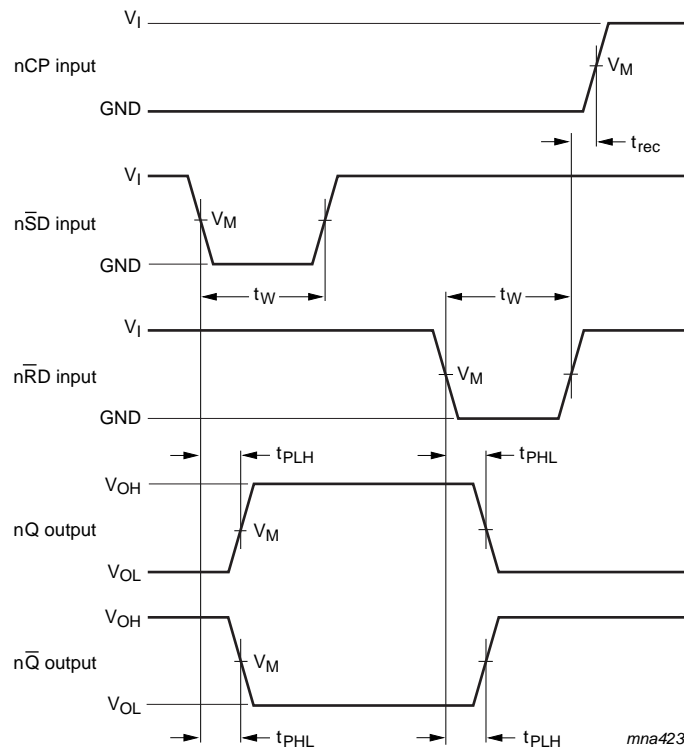 V_I
nCP input
V_M
GND
t_rec
V_I
nS̅D input
V_M
GND
t_W
t_W
V_I
nR̅D input
V_M
GND
t_PLH
t_PHL
V_OH
nQ output
V_M
V_OL
V_OH
nQ̅ output
V_M
V_OL
t_PHL
t_PLH
mna423